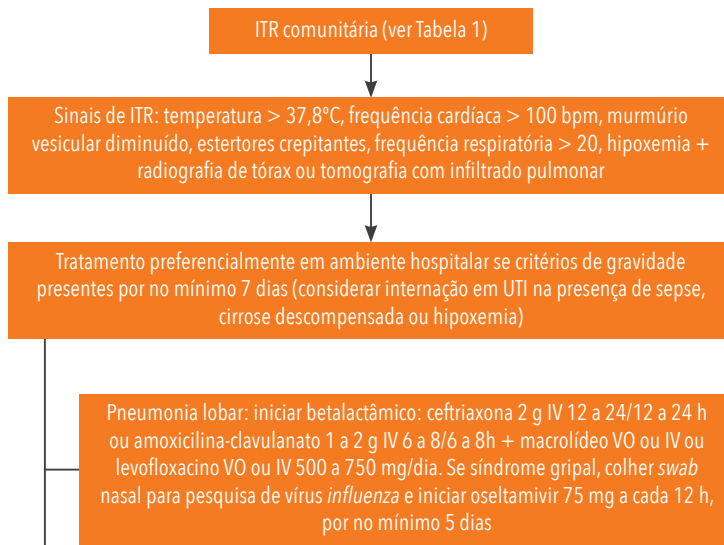 ITR comunitária (ver Tabela 1)
Sinais de ITR: temperatura > 37,8ºC, frequência cardíaca > 100 bpm, murmúrio
vesicular diminuído, estertores crepitantes, frequência respiratória > 20, hipoxemia +
radiografia de tórax ou tomografia com infiltrado pulmonar
Tratamento preferencialmente em ambiente hospitalar se critérios de gravidade
presentes por no mínimo 7 dias (considerar internação em UTI na presença de sepse,
cirrose descompensada ou hipoxemia)
Pneumonia lobar: iniciar betalactâmico: ceftriaxona 2 g IV 12 a 24/12 a 24 h
ou amoxicilina-clavulanato 1 a 2 g IV 6 a 8/6 a 8h + macrolídeo VO ou IV ou
levofloxacino VO ou IV 500 a 750 mg/dia. Se síndrome gripal, colher swab
nasal para pesquisa de vírus influenza e iniciar oseltamivir 75 mg a cada 12 h,
por no mínimo 5 dias